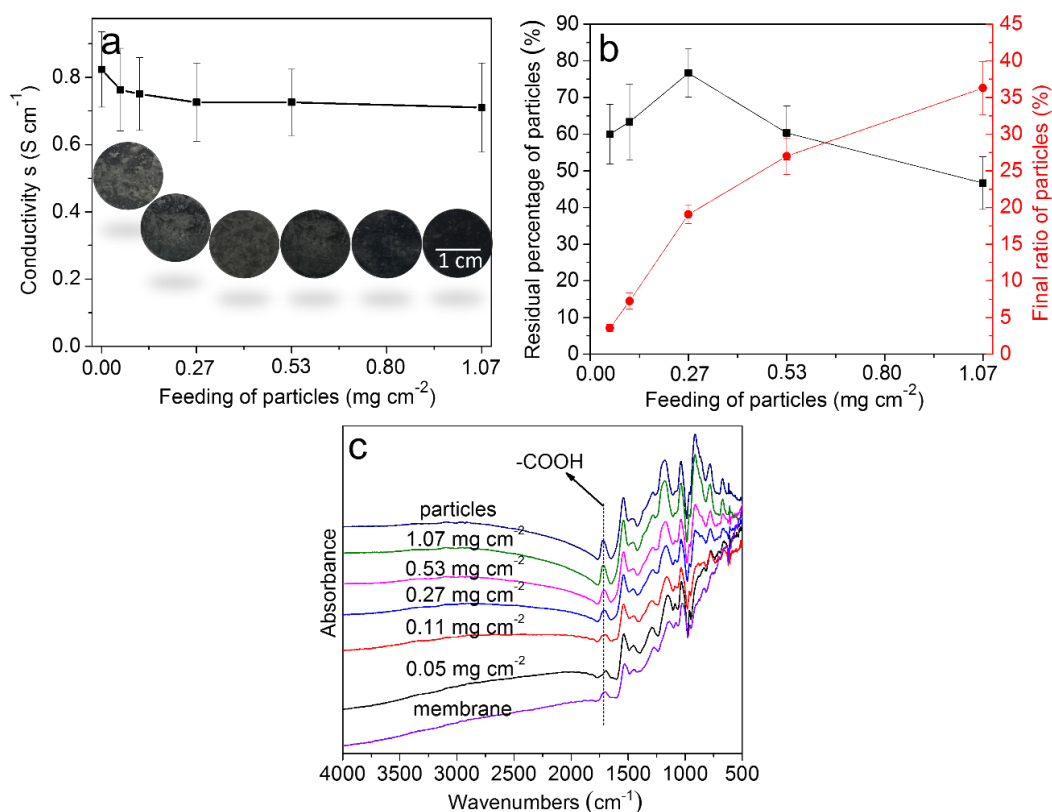 a
Conductivity s (S cm⁻¹)
0.8
0.6
0.4
0.2
0.0
1 cm
0.00 0.27 0.53 0.80 1.07
Feeding of particles (mg cm⁻²)
b
Residual percentage of particles (%)
90
80
70
60
50
40
30
20
10
0
0.00 0.27 0.53 0.80 1.07
Feeding of particles (mg cm⁻²)
45
40
35
30
25
20
15
10
5
0
Final ratio of particles (%)
c
-COOH
particles
1.07 mg cm⁻²
0.53 mg cm⁻²
0.27 mg cm⁻²
0.11 mg cm⁻²
0.05 mg cm⁻²
membrane
Absorbance
4000 3500 3000 2500 2000 1500 1000 500
Wavenumbers (cm⁻¹)